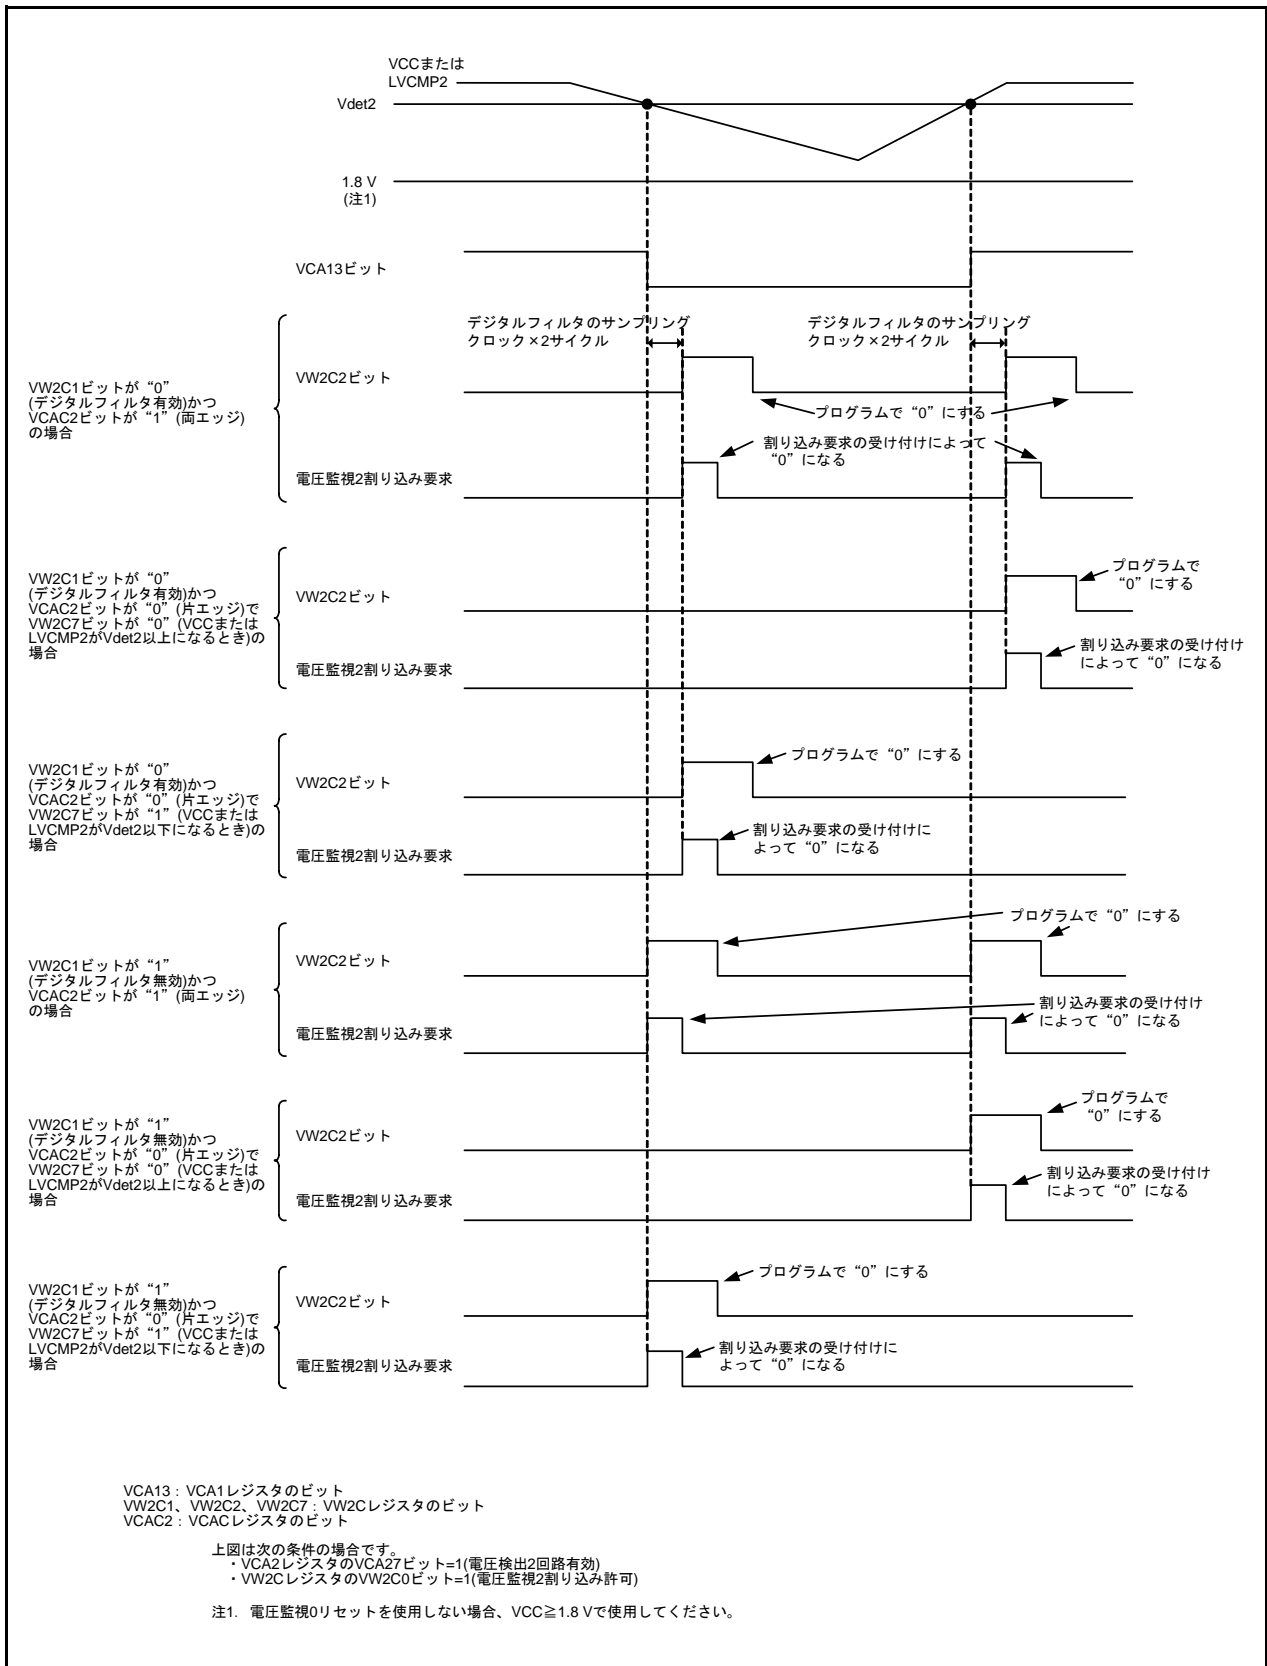 VCCまたは
LVCMP2
Vdet2
1.8 V
(注1)
VCA13ビット
デジタルフィルタのサンプリング
クロック×2サイクル
デジタルフィルタのサンプリング
クロック×2サイクル
VW2C1ビットが“0”
(デジタルフィルタ有効)かつ
VCAC2ビットが“1”(両エッジ)
の場合
VW2C2ビット
プログラムで“0”にする
割り込み要求の受け付けによって
“0”になる
電圧監視2割り込み要求
VW2C1ビットが“0”
(デジタルフィルタ有効)かつ
VCAC2ビットが“0”(片エッジ)で
VW2C7ビットが“0”(VCCまたは
LVCMP2がVdet2以上になるとき)の
場合
VW2C2ビット
プログラムで
“0”にする
電圧監視2割り込み要求
割り込み要求の受け付け
によって“0”になる
VW2C1ビットが“0”
(デジタルフィルタ有効)かつ
VCAC2ビットが“0”(片エッジ)で
VW2C7ビットが“1”(VCCまたは
LVCMP2がVdet2以下になるとき)の
場合
VW2C2ビット
プログラムで“0”にする
電圧監視2割り込み要求
割り込み要求の受け付けに
よって“0”になる
VW2C1ビットが“1”
(デジタルフィルタ無効)かつ
VCAC2ビットが“1”(両エッジ)
の場合
VW2C2ビット
プログラムで“0”にする
電圧監視2割り込み要求
割り込み要求の受け付け
によって“0”になる
VW2C1ビットが“1”
(デジタルフィルタ無効)かつ
VCAC2ビットが“0”(片エッジ)で
VW2C7ビットが“0”(VCCまたは
LVCMP2がVdet2以上になるとき)の
場合
VW2C2ビット
プログラムで
“0”にする
電圧監視2割り込み要求
割り込み要求の受け付け
によって“0”になる
VW2C1ビットが“1”
(デジタルフィルタ無効)かつ
VCAC2ビットが“0”(片エッジ)で
VW2C7ビットが“1”(VCCまたは
LVCMP2がVdet2以下になるとき)の
場合
VW2C2ビット
プログラムで“0”にする
電圧監視2割り込み要求
割り込み要求の受け付けに
よって“0”になる
VCA13：VCA1レジスタのビット
VW2C1、VW2C2、VW2C7：VW2Cレジスタのビット
VCAC2：VCACレジスタのビット
上図は次の条件の場合です。
・VCA2レジスタのVCA27ビット=1(電圧検出2回路有効)
・VW2CレジスタのVW2C0ビット=1(電圧監視2割り込み許可)
注1. 電圧監視0リセットを使用しない場合、VCC≧1.8 Vで使用してください。